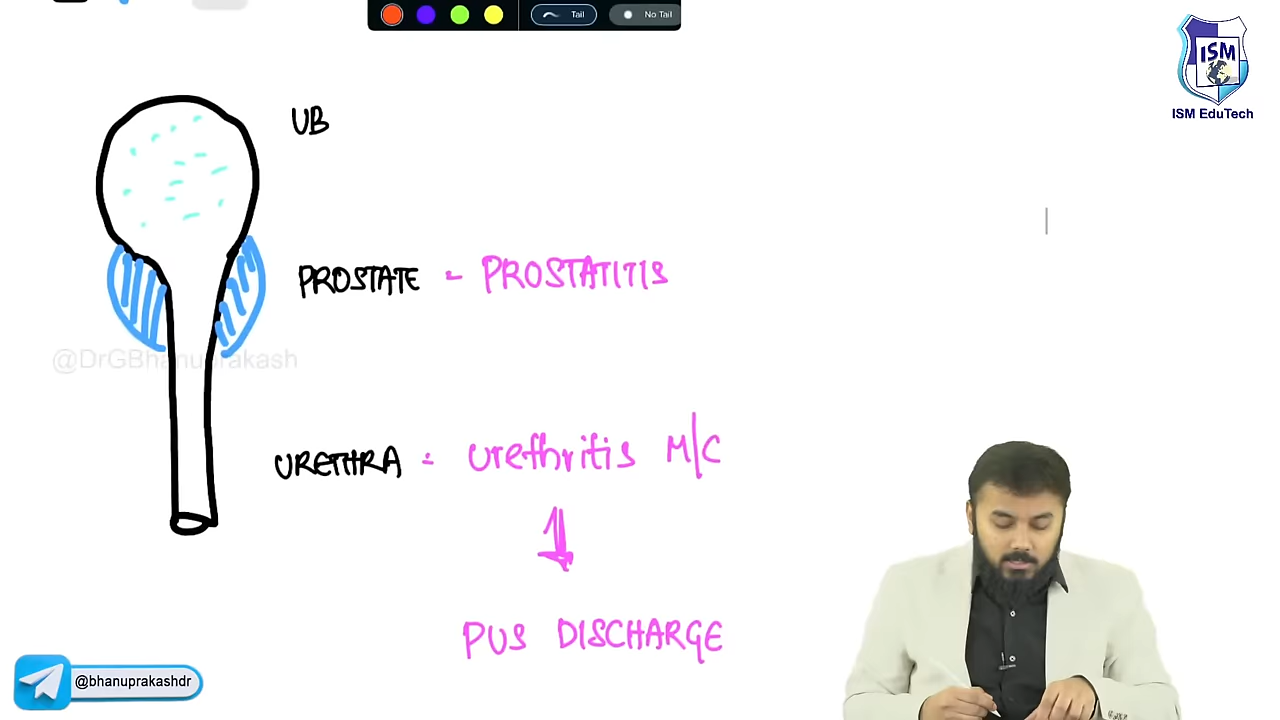 Tail
No Tail
ISM
ISM EduTech
UB
PROSTATE - PROSTATITIS
@DrGBhanuprakash
URETHRA = Urethritis M/C
PUS DISCHARGE
@bhanuprakashdr